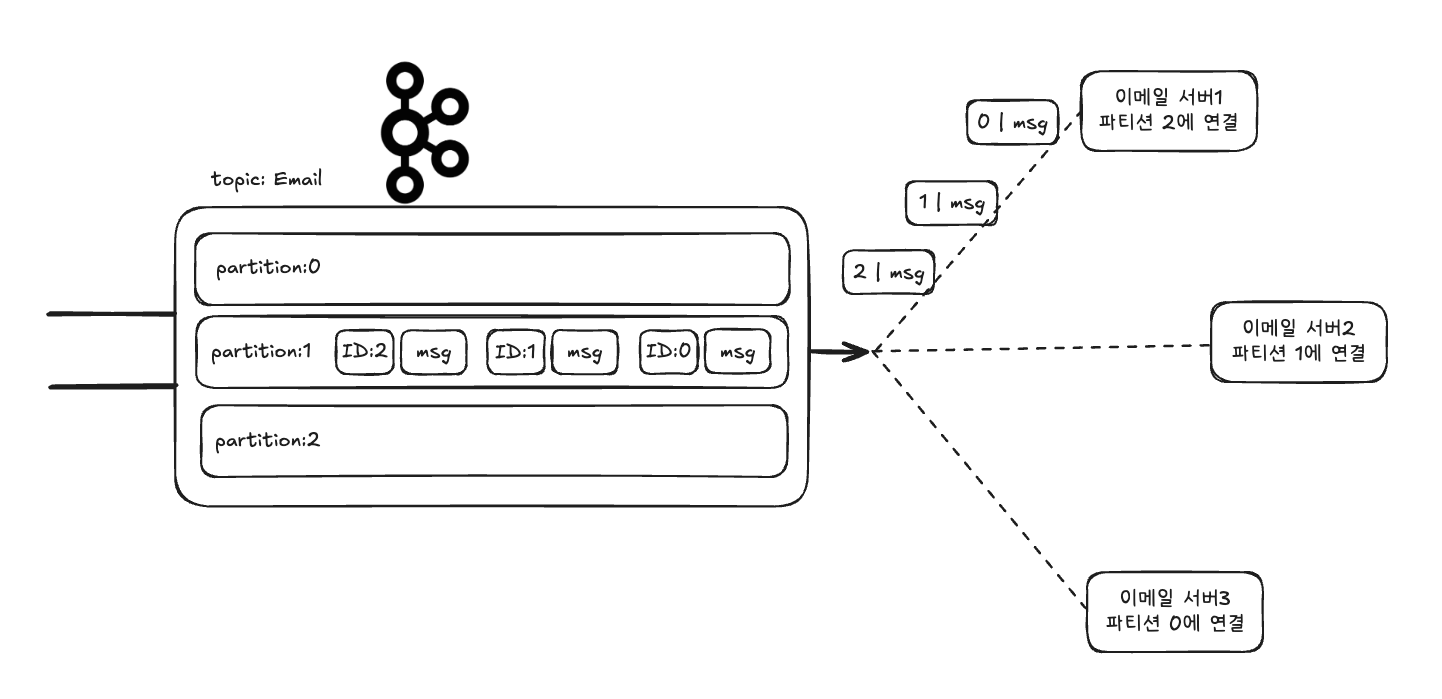 topic: Email
partition:0
partition:1 ID:2 msg ID:1 msg ID:0 msg
partition:2
0 | msg
1 | msg
2 | msg
이메일 서버1
파티션 2에 연결
이메일 서버2
파티션 1에 연결
이메일 서버3
파티션 0에 연결